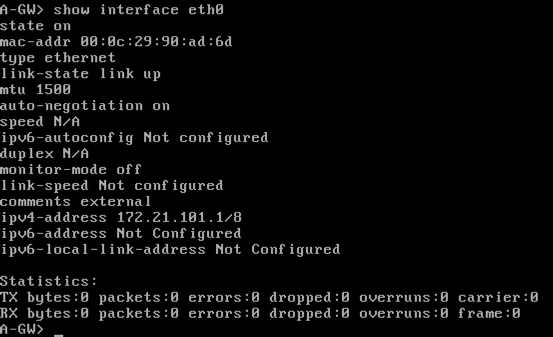 A-GW> show interface eth0
state on
mac-addr 00:0c:29:90:ad:6d
type ethernet
link-state link up
mtu 1500
auto-negotiation on
speed N/A
ipv6-autoconfig Not configured
duplex N/A
monitor-mode off
link-speed Not configured
comments external
ipv4-address 172.21.101.1/8
ipv6-address Not Configured
ipv6-local-link-address Not Configured
Statistics:
TX bytes:0 packets:0 errors:0 dropped:0 overruns:0 carrier:0
RX bytes:0 packets:0 errors:0 dropped:0 overruns:0 frame:0
A-GW> _